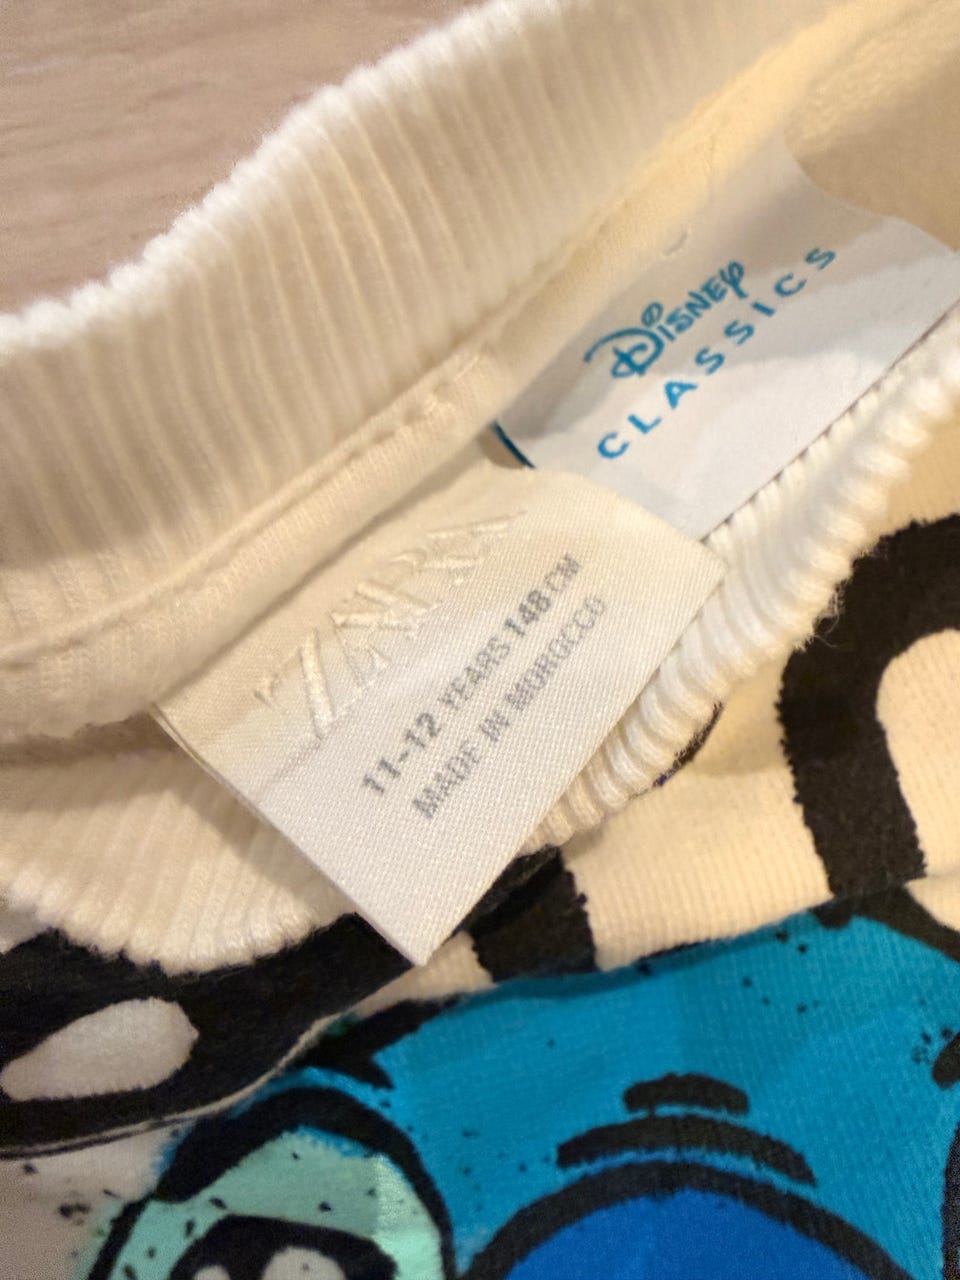 Disney
CLASSICS
ZARA
11-12 YEARS 148 CM
MADE IN MOROCCO